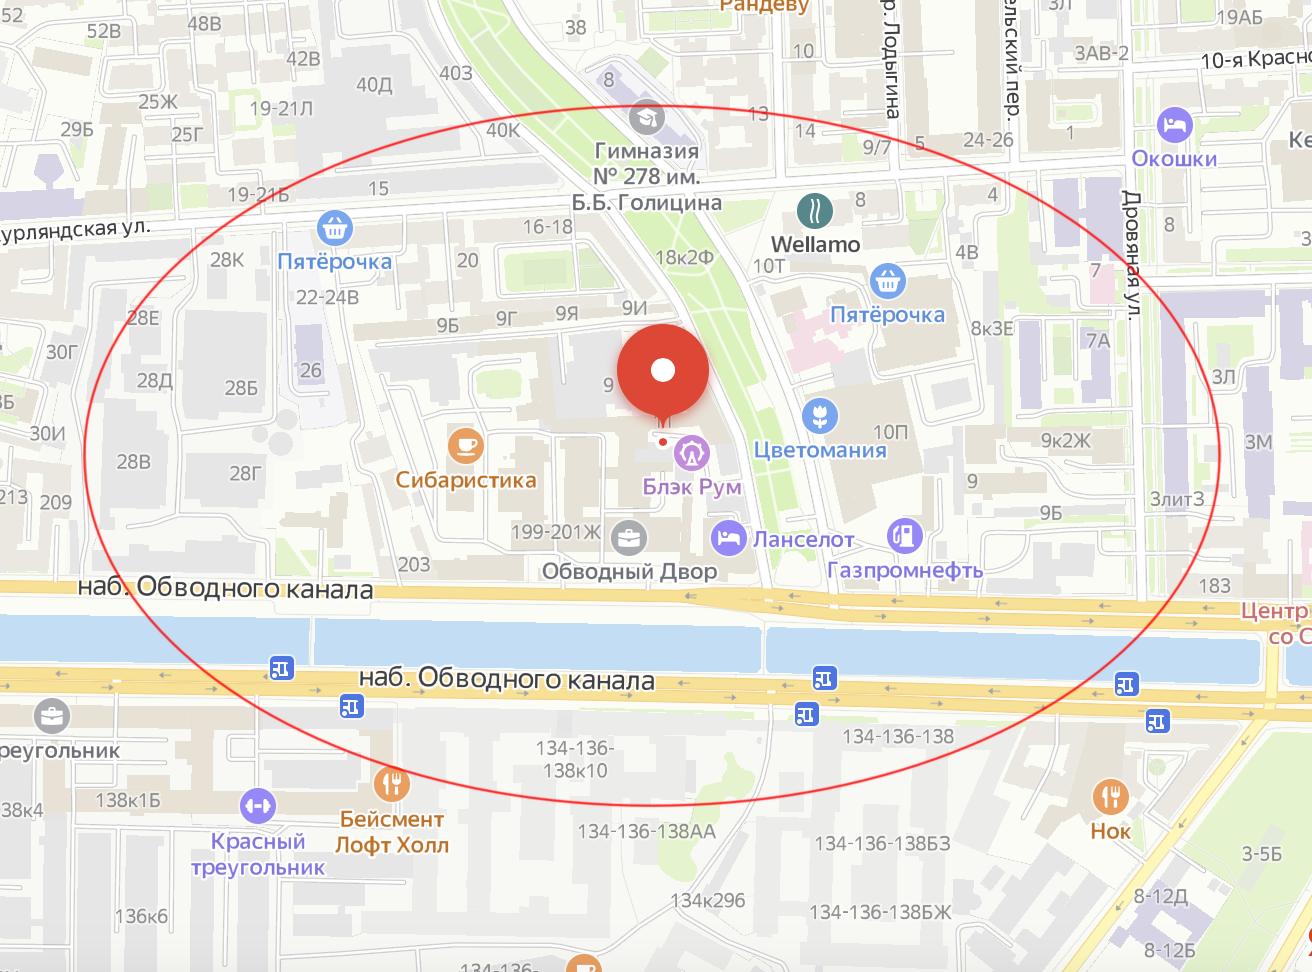 Рандеву
52В
48В
38
10
ЗЛ
19АБ
42В
40З
40Д
8
р. Лодыгина
ельский пер.
3АВ-2
10-я Красно
25Ж
19-21Л
13
29Б
25Г
40К
14
9/7
5
24-26
1
Окошки
Ке
Гимназия
№ 278 им.
Б.Б. Голицина
19-21Б
15
8
4
урляндская ул.
Пятёрочка
16-18
Wellamo
Дровяная ул.
8
28К
20
18к2Ф
10Т
4В
7
22-24В
Пятёрочка
28Е
9Б
9Г
9Я
9И
8к3Е
7А
30Г
28Д
28Б
26
9
3Л
ЗБ
30И
Сибаристика
Цветомания
10П
9к2Ж
3М
28В
28Г
Блэк Рум
9
213
209
199-201Ж
9Б
3лит3
203
Обводный Двор
Ланселот
Газпромнефть
183
наб. Обводного канала
Центр
со С
наб. Обводного канала
реугольник
134-136-
138к10
134-136-138
38к4
138к1Б
Красный
треугольник
Бейсмент
Лофт Холл
134-136-138АА
134-136-138БЗ
Нок
3-5Б
136к6
134к296
134-136-138БЖ
8-12Д
8-12Б
134-136-